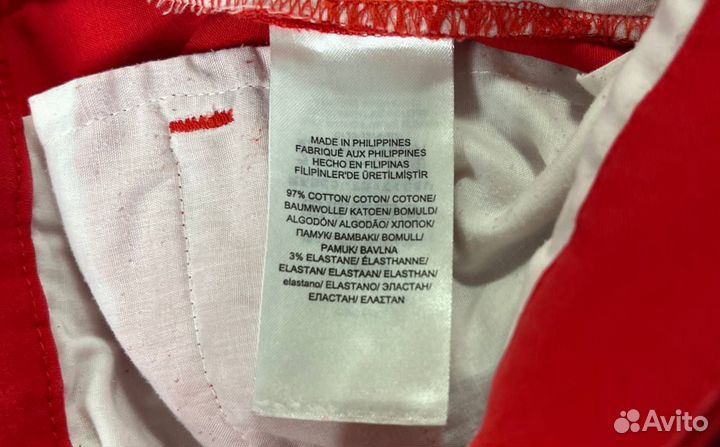 MADE IN PHILIPPINES
FABRIQUÉ AUX PHILIPPINES
HECHO EN FILIPINAS
FİLİPİNLER'DE ÜRETİLMİŞTİR
97% COTTON/ COTON/ COTONE/
BAUMWOLLE/ KATOEN/ BOMULD/
ALGODÓN/ ALGODÃO/ ХЛОПОК/
ПАМУК/ ΒΑΜΒΑΚΙ/ BOMULL/
PAMUK/ BAVLNA
3% ELASTANE/ ÉLASTHANNE/
ELASTAN/ ELASTAAN/ ELASTHAN/
elastano/ ELASTANO/ ЭЛАСТАН/
ЕЛАСТАН/ ΕΛΑΣΤΑΝ
Avito